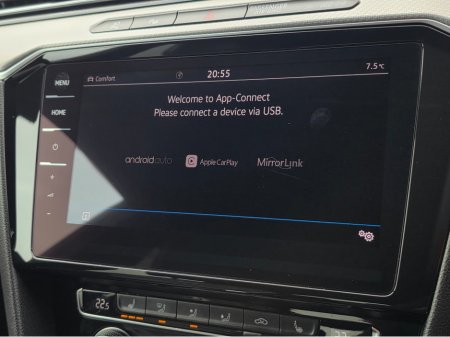 PASSENGER
MENU
Comfort
20:55
7.5°C
Welcome to App-Connect
Please connect a device via USB.
HOME
androidauto
Apple CarPlay
MirrorLink
22.5